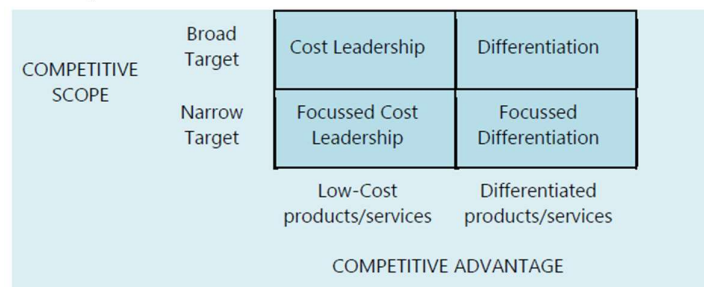 Broad
Target
Cost Leadership
Differentiation
COMPETITIVE
SCOPE
Narrow
Target
Focussed Cost
Leadership
Focussed
Differentiation
Low-Cost
products/services
Differentiated
products/services
COMPETITIVE ADVANTAGE